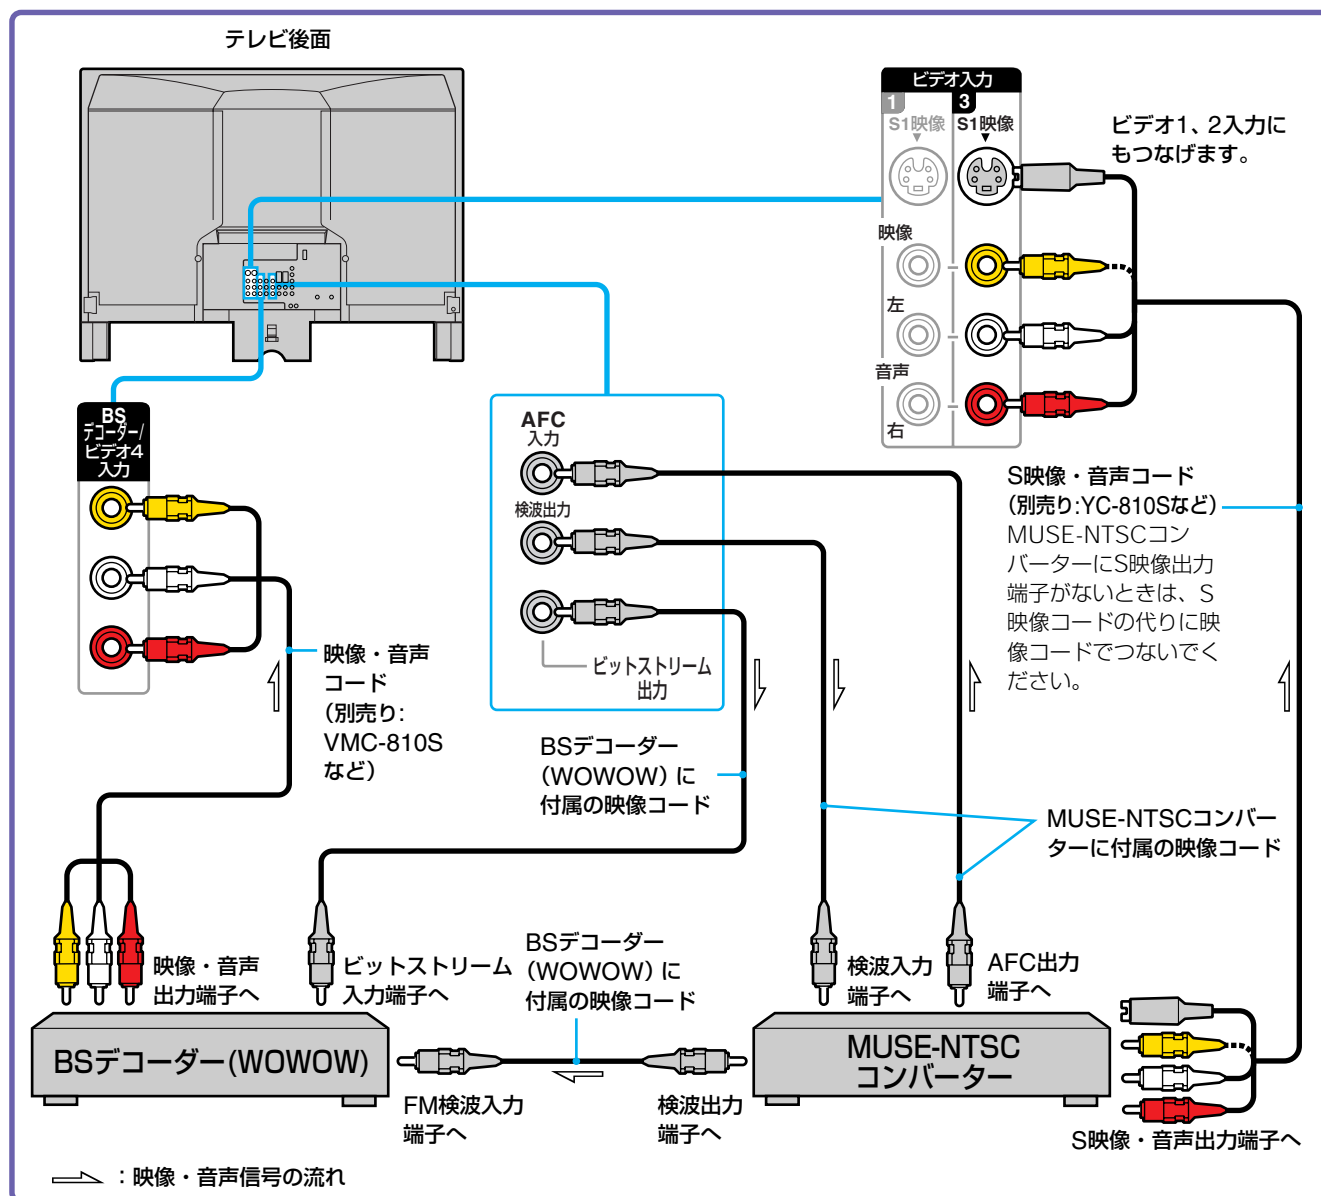 テレビ後面
ビデオ入力
1
3
S1映像
S1映像
ビデオ1、2入力に
もつなげます。
映像
左
音声
右
BS
デコーダー/
ビデオ4
入力
AFC
入力
検波出力
ビットストリーム
出力
S映像・音声コード
（別売り:YC-810Sなど）
MUSE-NTSCコン
バーターにS映像出力
端子がないときは、S
映像コードの代りに映
像コードでつないでく
ださい。
映像・音声
コード
（別売り:
VMC-810S
など）
BSデコーダー
（WOWOW）に
付属の映像コード
MUSE-NTSCコンバー
ターに付属の映像コード
映像・音声
出力端子へ
ビットストリーム
入力端子へ
BSデコーダー
（WOWOW）に
付属の映像コード
検波入力
端子へ
AFC出力
端子へ
BSデコーダー(WOWOW)
MUSE-NTSC
コンバーター
FM検波入力
端子へ
検波出力
端子へ
S映像・音声出力端子へ
：映像・音声信号の流れ